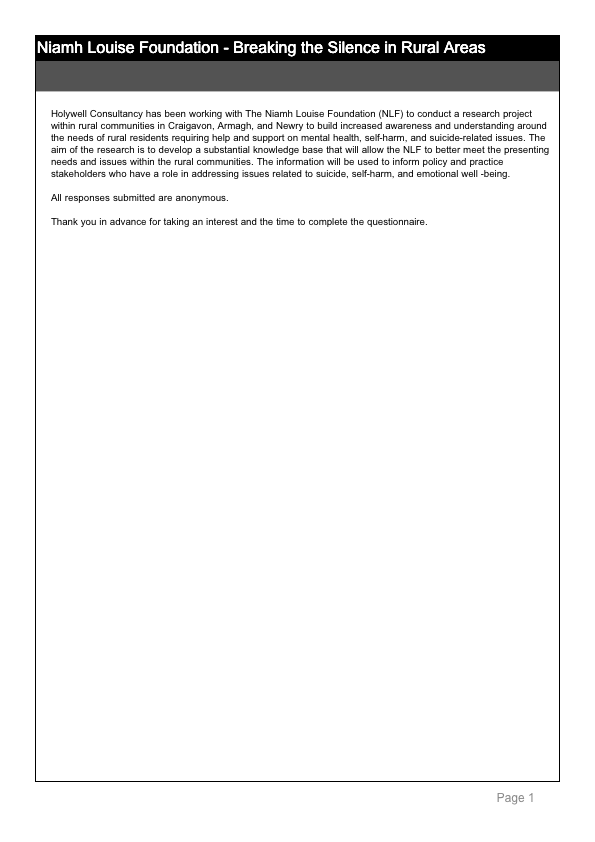 Niamh Louise Foundation - Breaking the Silence in Rural Areas
Holywell Consultancy has been working with The Niamh Louise Foundation (NLF) to conduct a research project
within rural communities in Craigavon, Armagh, and Newry to build increased awareness and understanding around
the needs of rural residents requiring help and support on mental health, self-harm, and suicide-related issues. The
aim of the research is to develop a substantial knowledge base that will allow the NLF to better meet the presenting
needs and issues within the rural communities. The information will be used to inform policy and practice
stakeholders who have a role in addressing issues related to suicide, self-harm, and emotional well -being.
All responses submitted are anonymous.
Thank you in advance for taking an interest and the time to complete the questionnaire.
Page 1